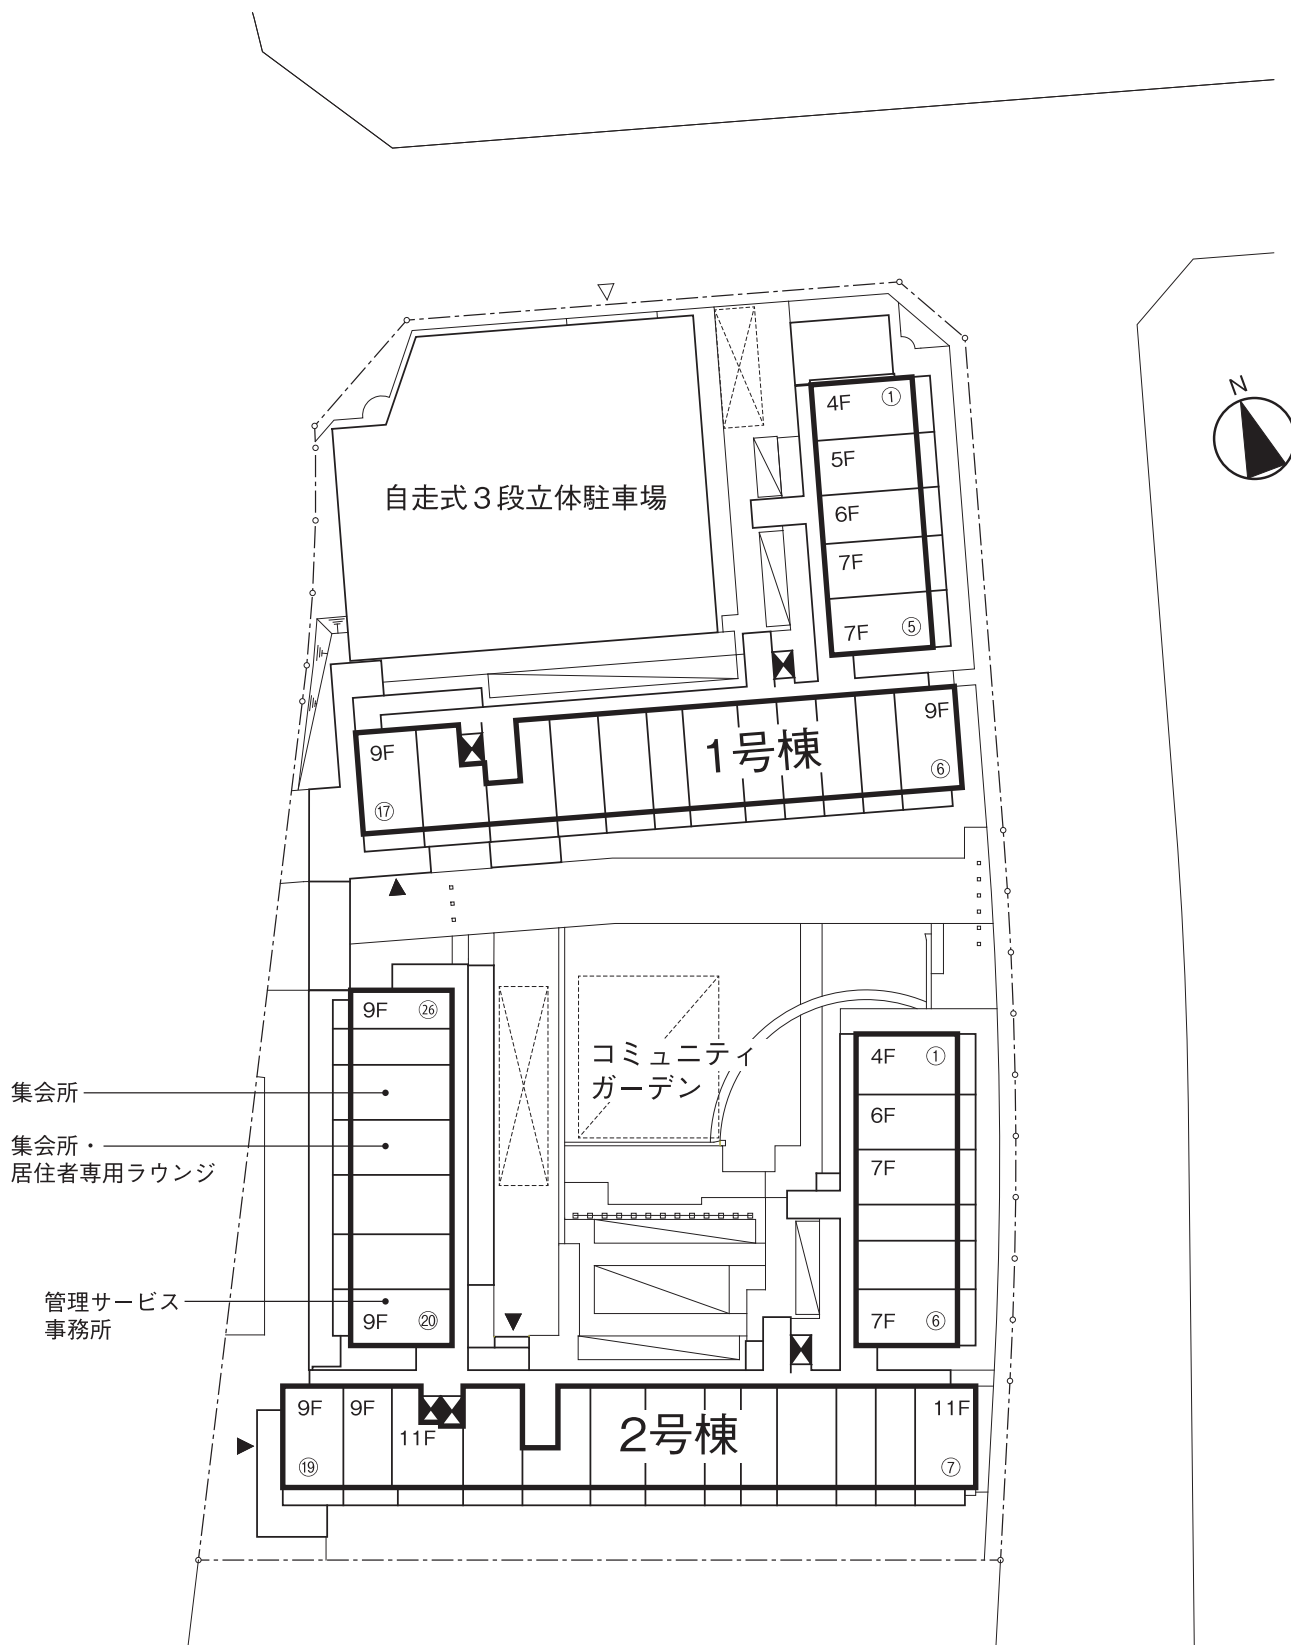 N
4F ①
5F
自走式3段立体駐車場
6F
7F
7F ⑤
9F
1号棟
9F
⑥
⑰
9F ㉖
コミュニティ
ガーデン
4F ①
集会所
6F
集会所・
居住者専用ラウンジ
7F
管理サービス
事務所
9F ⑳
7F ⑥
9F
9F
11F
2号棟
11F
⑲
⑦